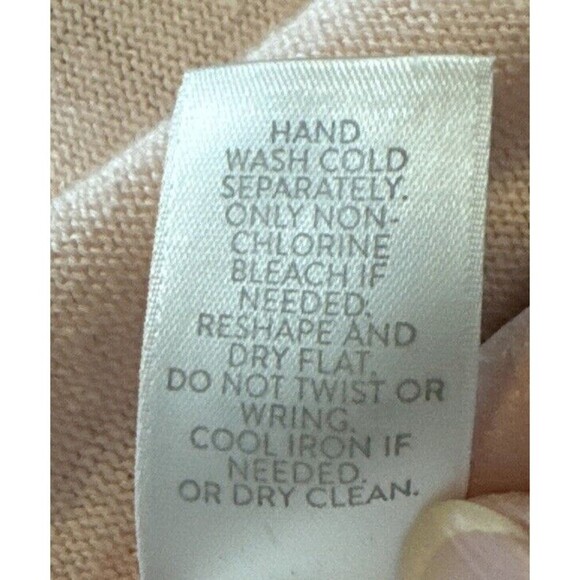 HAND
WASH COLD
SEPARATELY.
ONLY NON-
CHLORINE
BLEACH IF
NEEDED.
RESHAPE AND
DRY FLAT.
DO NOT TWIST OR
WRING.
COOL IRON IF
NEEDED.
OR DRY CLEAN.